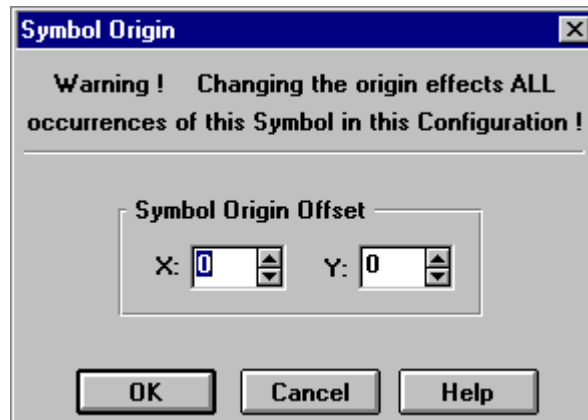 Symbol Origin
Warning ! Changing the origin effects ALL
occurrences of this Symbol in this Configuration !
Symbol Origin Offset
X: 0 Y: 0
OK Cancel Help